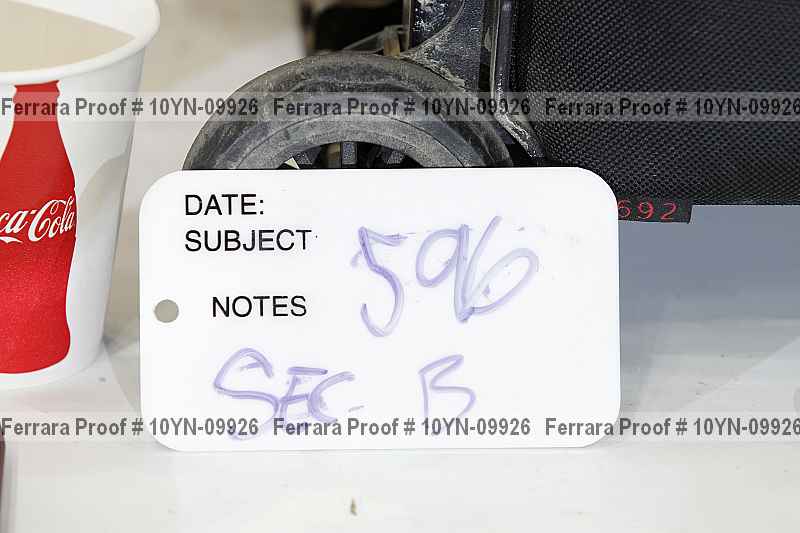 Ferrara Proof # 10YN-09926 Ferrara Proof # 10YN-09926 Ferrara Proof # 10YN-09926
DATE:
SUBJECT
692
596
ca-Cola
NOTES
SEC B
Ferrara Proof # 10YN-09926 Ferrara Proof # 10YN-09926 Ferrara Proof # 10YN-09926